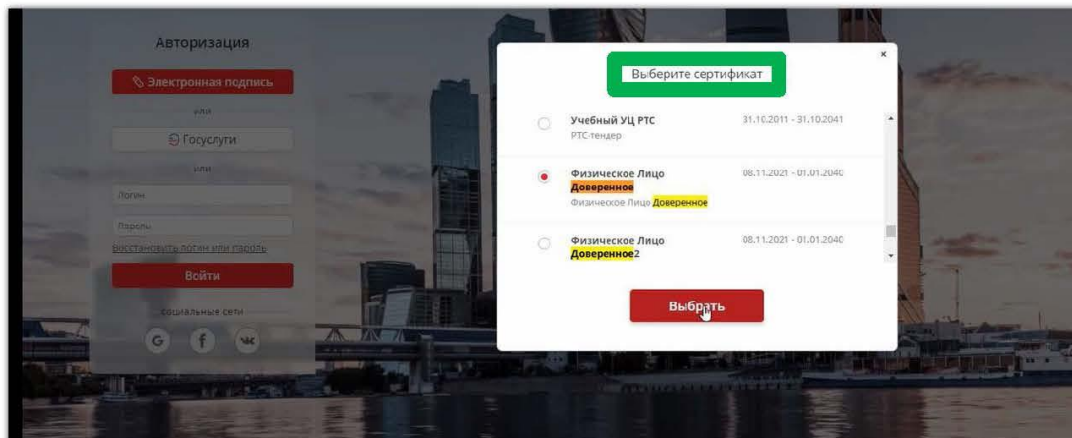 Авторизация
Электронная подпись
или
Госуслуги
или
Логин
Пароль
Восстановить логин или пароль
Войти
социальные сети
G f
Выберите сертификат
×
Учебный УЦ РТС 31.10.2011 - 31.10.2041
РТС-тендер
Физическое Лицо 08.11.2021 - 01.01.2040
Доверенное
Физическое Лицо Доверенное
Физическое Лицо 08.11.2021 - 01.01.2040
Доверенное2
Выбрать